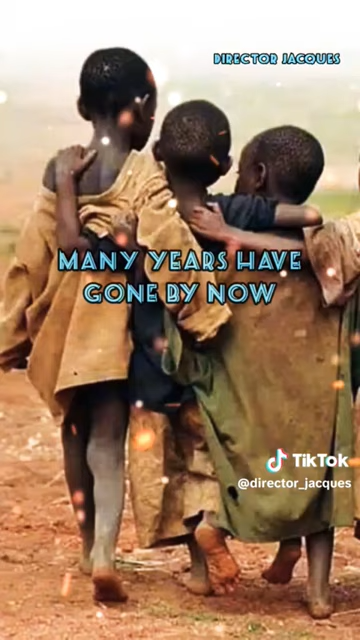 DIRECTOR JACQUES
MANY YEARS HAVE
GONE BY NOW
TikTok
@director_jacques